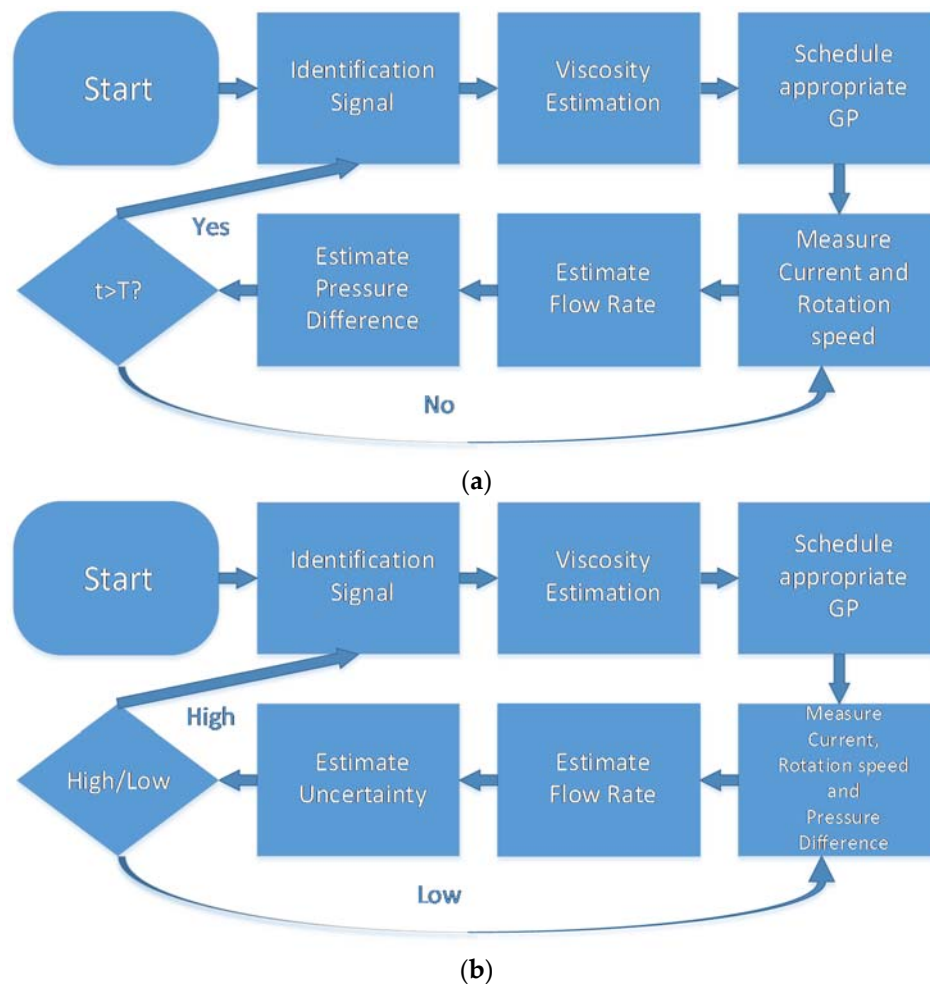 Start
Identification
Signal
Viscosity
Estimation
Schedule
appropriate
GP
Yes
t>T?
Estimate
Pressure
Difference
Estimate
Flow Rate
Measure
Current and
Rotation
speed
No
(a)
Start
Identification
Signal
Viscosity
Estimation
Schedule
appropriate
GP
High
High/Low
Estimate
Uncertainty
Estimate
Flow Rate
Measure
Current,
Rotation speed
and
Pressure
Difference
Low
(b)